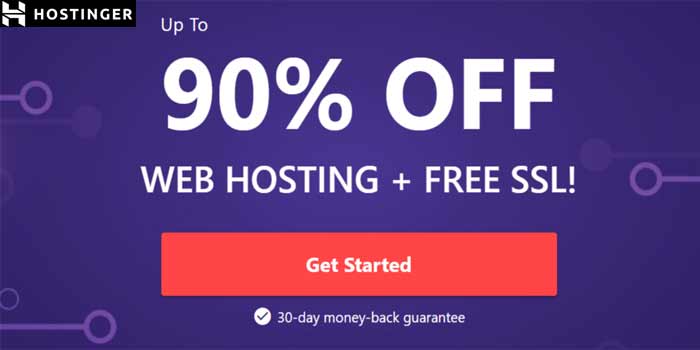 HOSTINGER
Up To
90% OFF
WEB HOSTING + FREE SSL!
Get Started
30-day money-back guarantee